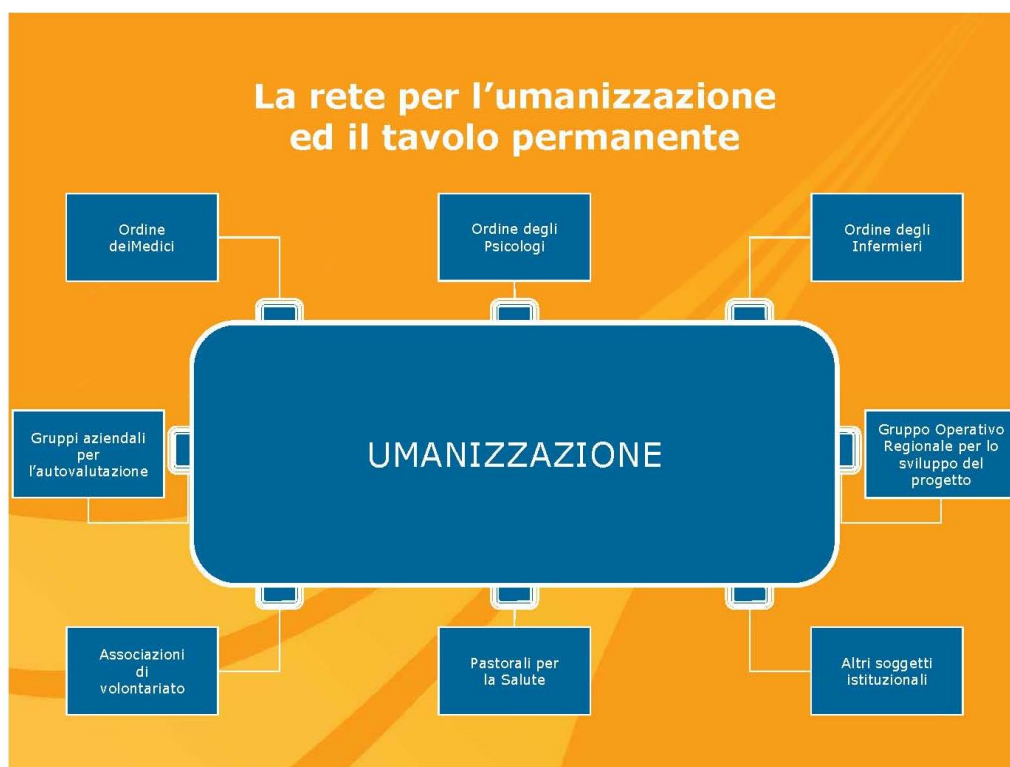 La rete per l'umanizzazione
ed il tavolo permanente
Ordine
deiMedici
Ordine degli
Psicologi
Ordine degli
Infermieri
Gruppi aziendali
per
l'autovalutazione
UMANIZZAZIONE
Gruppo Operativo
Regionale per lo
sviluppo del
progetto
Associazioni
di
volontariato
Pastorali per
la Salute
Altri soggetti
istituzionali